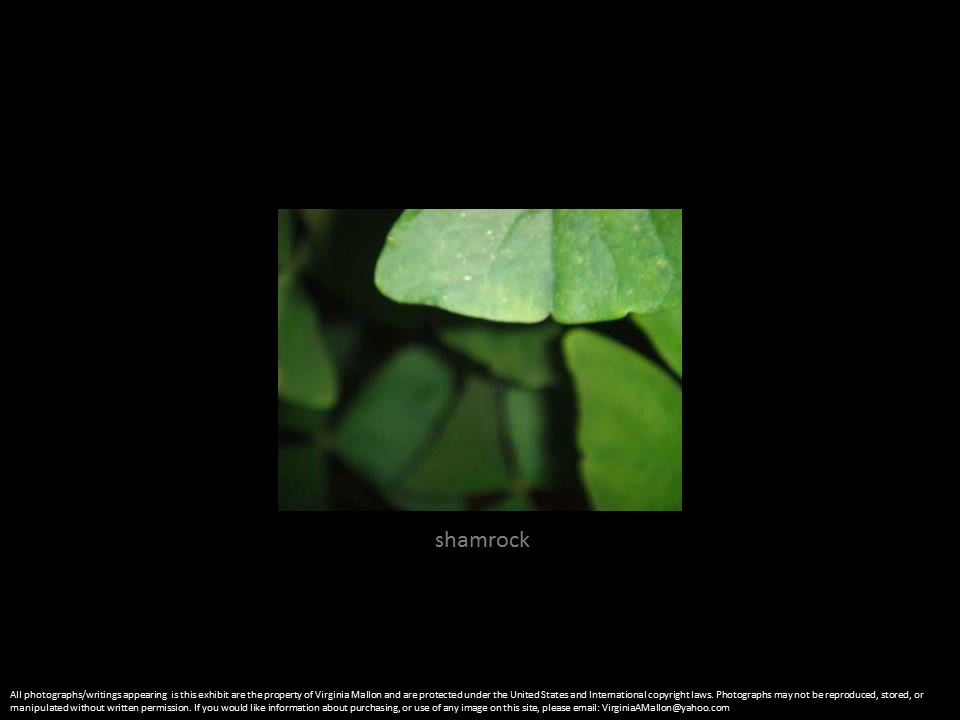 shamrock
All photographs/writings appearing is this exhibit are the property of Virginia Mallon and are protected under the United States and International copyright laws. Photographs may not be reproduced, stored, or
manipulated without written permission. If you would like information about purchasing, or use of any image on this site, please email: VirginiaAMallon@yahoo.com